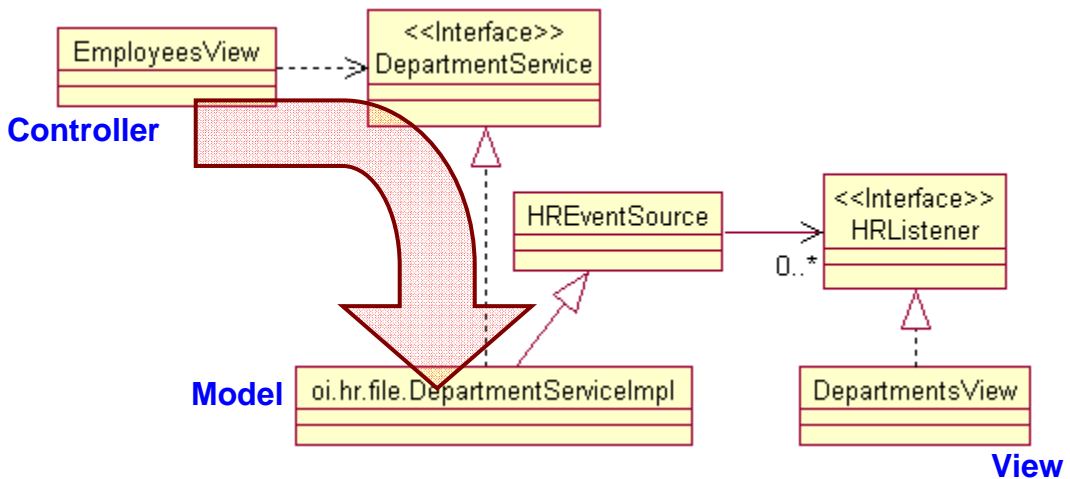 EmployeesView
<<Interface>>
DepartmentService
Controller
HREventSource
<<Interface>>
HRListener
0..*
Model
oi.hr.file.DepartmentServiceImpl
DepartmentsView
View